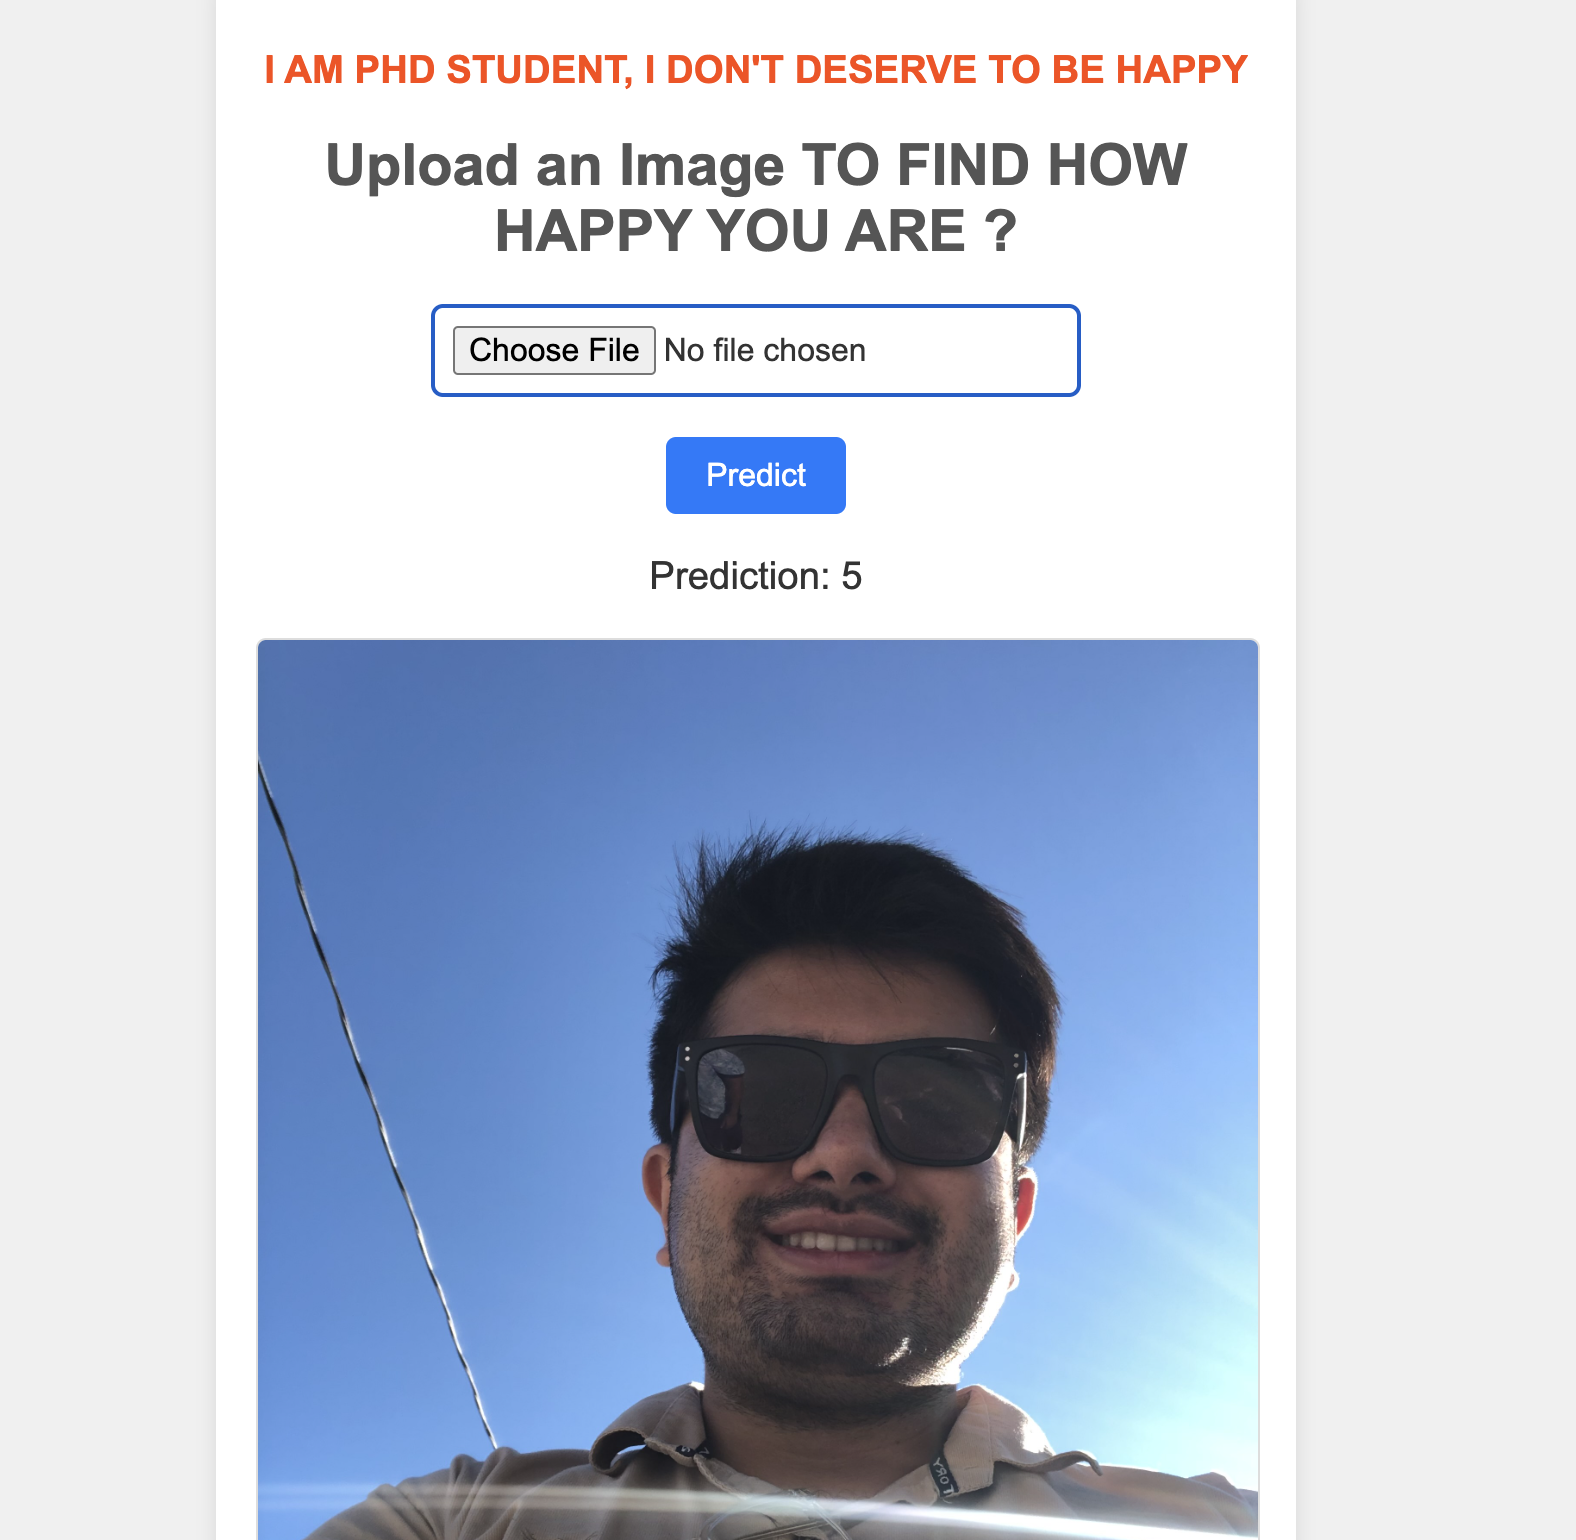 I AM PHD STUDENT, I DON'T DESERVE TO BE HAPPY
Upload an Image TO FIND HOW
HAPPY YOU ARE ?
Choose File No file chosen
Predict
Prediction: 5